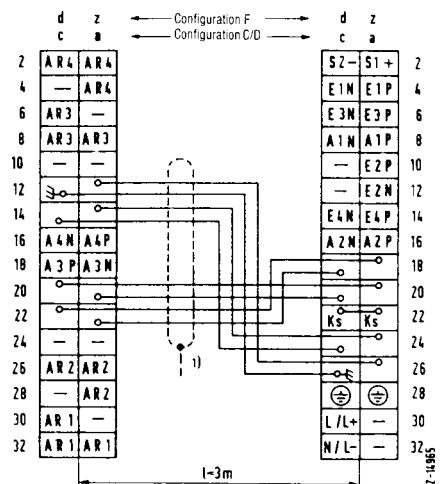 d z ← Configuration F → d z
c a ← Configuration C/D → c a
2 AR4 AR4 S2- S1+ 2
4 — AR4 E1N E1P 4
6 AR3 — E3N E3P 6
8 AR3 AR3 A1N A1P 8
10 — — — E2P 10
12 — E2N 12
14 E4N E4P 14
16 A4N A4P A2N A2P 16
18 A3P A3N 18
20 20
22 Ks Ks 22
24 — — 24
1)
26 AR2 AR2 26
28 — AR2 28
30 AR1 — L/L+ — 30
32 AR1 AR1 N/L- — 32
l=3m
Z-14965